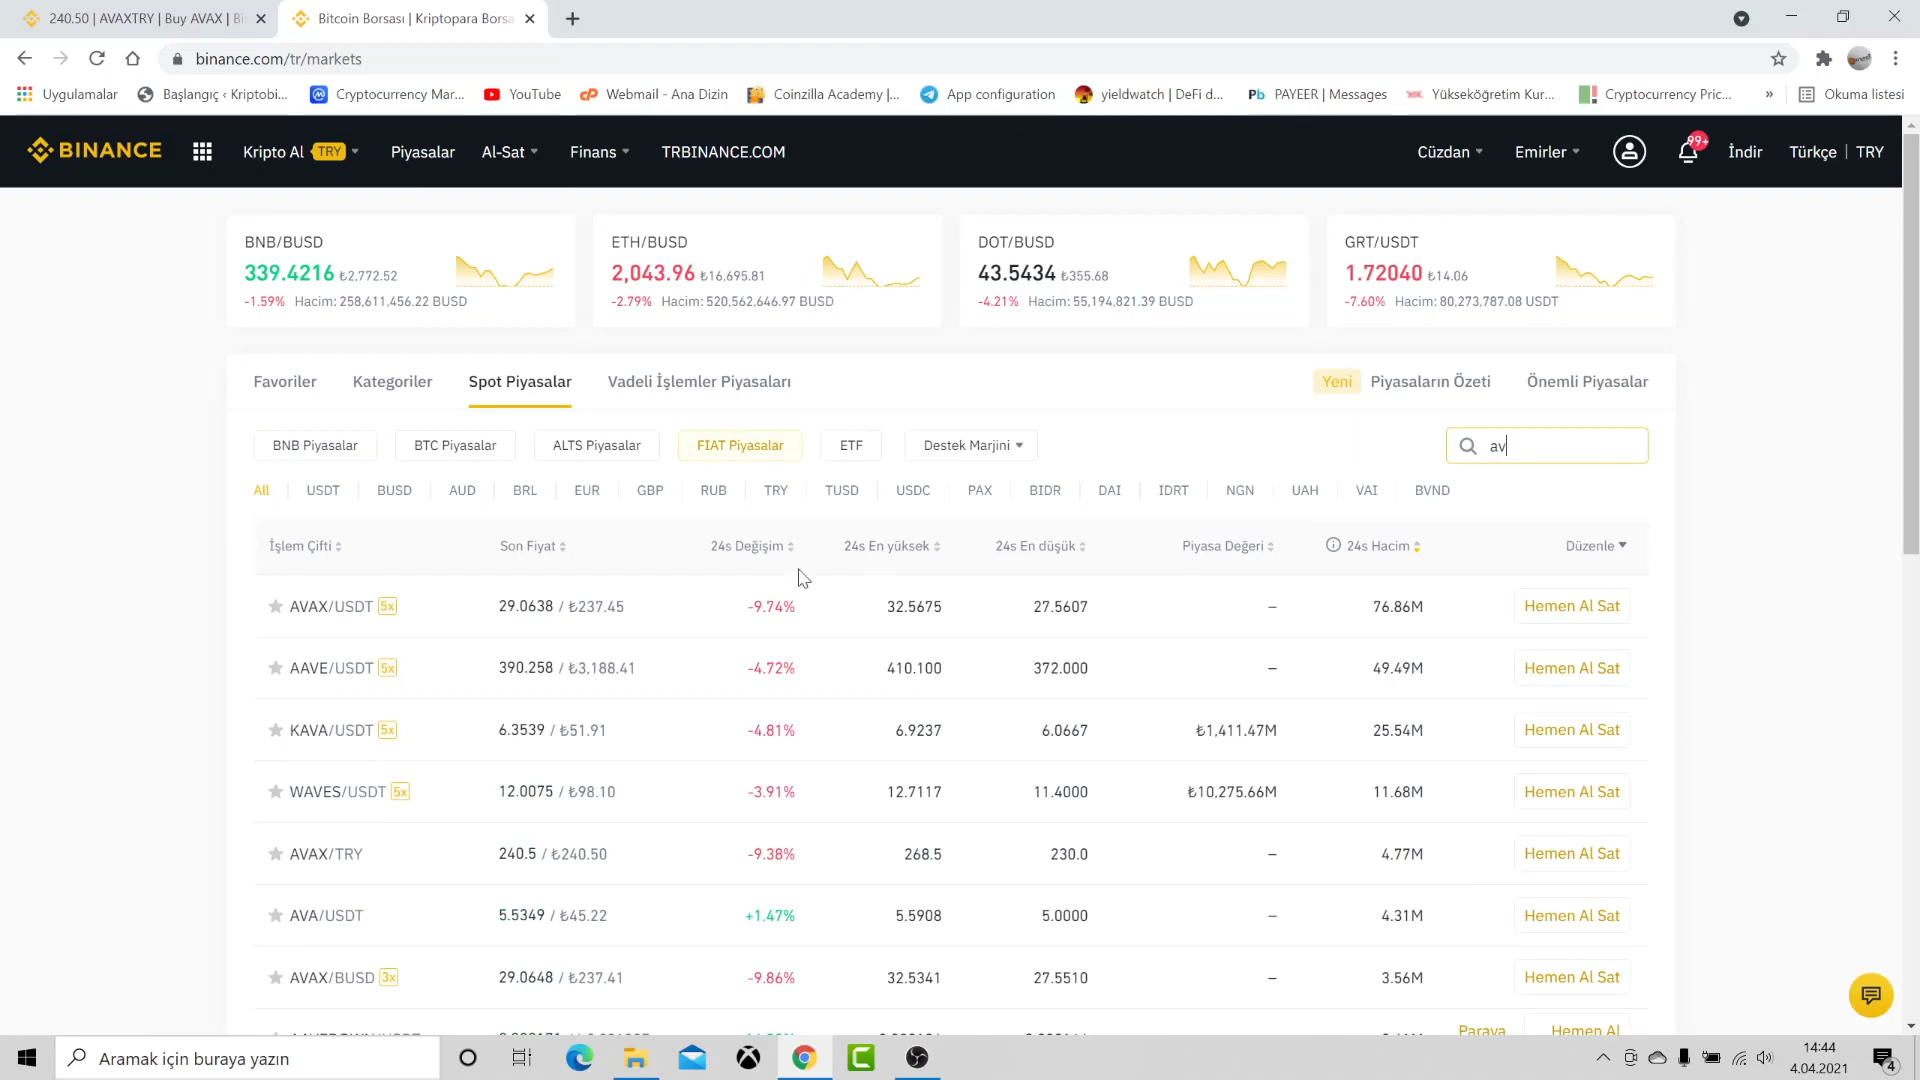 240.50 | AVAXTRY | Buy AVAX | Bi
Bitcoin Borsası | Kriptopara Borsa
binance.com/tr/markets
Uygulamalar
Başlangıç ‹ Kriptobi...
Cryptocurrency Mar...
YouTube
Webmail - Ana Dizin
Coinzilla Academy |...
App configuration
yieldwatch | DeFi d...
PAYEER | Messages
Yükseköğretim Kur...
Cryptocurrency Pric...
»
Okuma listesi
BINANCE
Kripto Al TRY
Piyasalar
Al-Sat
Finans
TRBINANCE.COM
Cüzdan
Emirler
99+
İndir
Türkçe | TRY
BNB/BUSD
339.4216 ₺2,772.52
-1.59% Hacim: 258,611,456.22 BUSD
ETH/BUSD
2,043.96 ₺16,695.81
-2.79% Hacim: 520,562,646.97 BUSD
DOT/BUSD
43.5434 ₺355.68
-4.21% Hacim: 55,194,821.39 BUSD
GRT/USDT
1.72040 ₺14.06
-7.60% Hacim: 80,273,787.08 USDT
Favoriler Kategoriler Spot Piyasalar Vadeli İşlemler Piyasaları Yeni Piyasaların Özeti Önemli Piyasalar
BNB Piyasalar BTC Piyasalar ALTS Piyasalar FIAT Piyasalar ETF Destek Marjini av
All USDT BUSD AUD BRL EUR GBP RUB TRY TUSD USDC PAX BIDR DAI IDRT NGN UAH VAI BVND
İşlem Çifti Son Fiyat 24s Değişim 24s En yüksek 24s En düşük Piyasa Değeri 24s Hacim Düzenle
AVAX/USDT 5x 29.0638 / ₺237.45 -9.74% 32.5675 27.5607 – 76.86M Hemen Al Sat
AAVE/USDT 5x 390.258 / ₺3,188.41 -4.72% 410.100 372.000 – 49.49M Hemen Al Sat
KAVA/USDT 5x 6.3539 / ₺51.91 -4.81% 6.9237 6.0667 ₺1,411.47M 25.54M Hemen Al Sat
WAVES/USDT 5x 12.0075 / ₺98.10 -3.91% 12.7117 11.4000 ₺10,275.66M 11.68M Hemen Al Sat
AVAX/TRY 240.5 / ₺240.50 -9.38% 268.5 230.0 – 4.77M Hemen Al Sat
AVA/USDT 5.5349 / ₺45.22 +1.47% 5.5908 5.0000 – 4.31M Hemen Al Sat
AVAX/BUSD 3x 29.0648 / ₺237.41 -9.86% 32.5341 27.5510 – 3.56M Hemen Al Sat
Paraya Hemen Al
Aramak için buraya yazın
14:44
4.04.2021
4